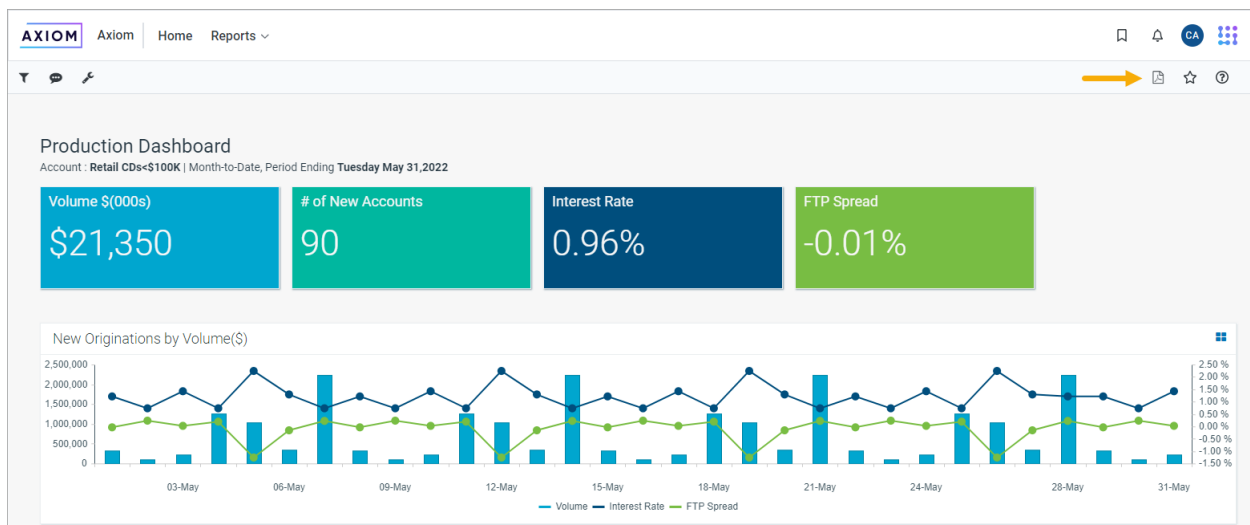 AXIOM Axiom Home Reports CA
Production Dashboard
Account : Retail CDs<$100K | Month-to-Date, Period Ending Tuesday May 31,2022
Volume $(000s) # of New Accounts Interest Rate FTP Spread
$21,350 90 0.96% -0.01%
New Originations by Volume($)
2,500,000 2.50 %
2,000,000 2.00 %
1,500,000 1.50 %
1,000,000 1.00 %
500,000 0.50 %
0 0.00 %
-0.50 %
-1.00 %
-1.50 %
03-May 06-May 09-May 12-May 15-May 18-May 21-May 24-May 28-May 31-May
Volume Interest Rate FTP Spread